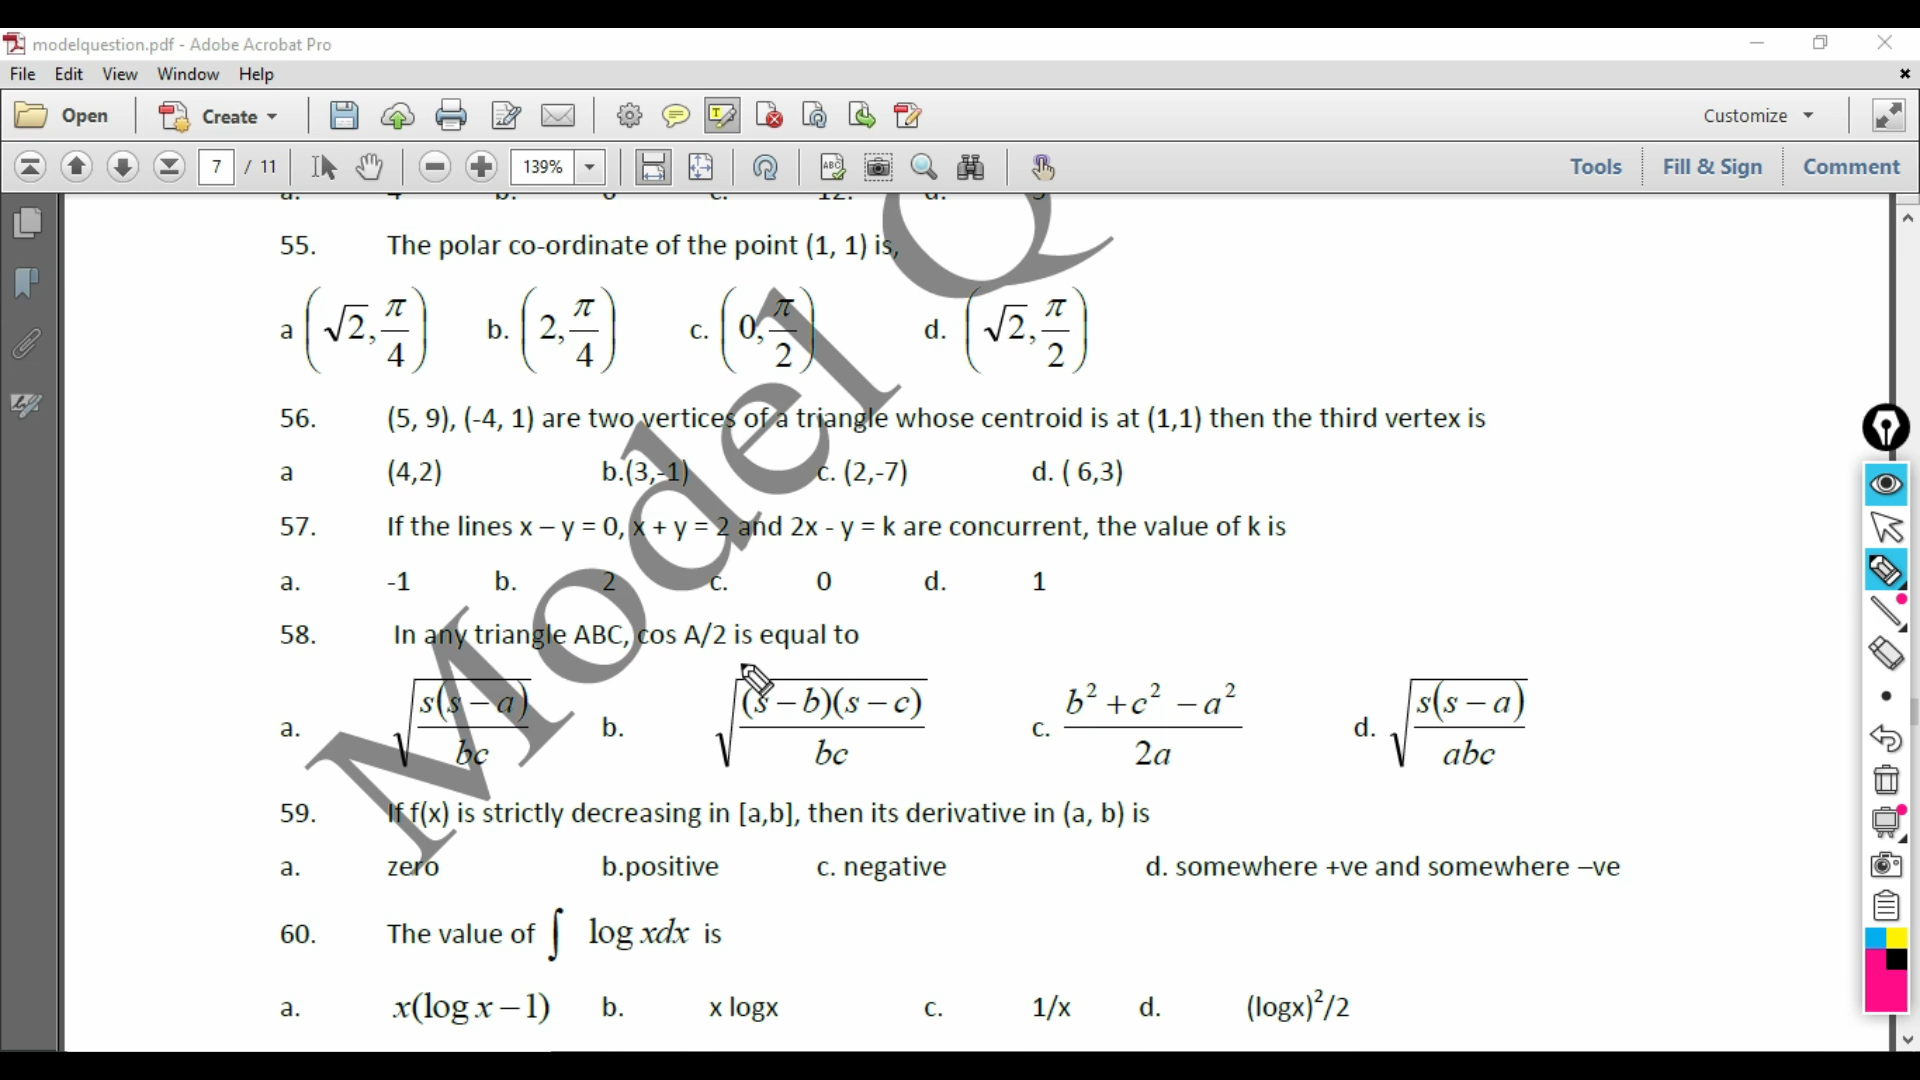 modelquestion.pdf - Adobe Acrobat Pro
File Edit View Window Help
Open Create Customize
7 / 11 139% Tools Fill & Sign Comment
55. The polar co-ordinate of the point (1, 1) is,
a (√2, π/4) b. (2, π/4) c. (0, π/2) d. (√2, π/2)
56. (5, 9), (-4, 1) are two vertices of a triangle whose centroid is at (1,1) then the third vertex is
a (4,2) b.(3,-1) c. (2,-7) d. ( 6,3)
57. If the lines x – y = 0, x + y = 2 and 2x - y = k are concurrent, the value of k is
a. -1 b. 2 c. 0 d. 1
58. In any triangle ABC, cos A/2 is equal to
a. √(s(s – a)/bc) b. √((s – b)(s – c)/bc) c. (b² + c² – a²)/2a d. √(s(s – a)/abc)
59. If f(x) is strictly decreasing in [a,b], then its derivative in (a, b) is
a. zero b.positive c. negative d. somewhere +ve and somewhere –ve
60. The value of ∫ log xdx is
a. x(log x – 1) b. x logx c. 1/x d. (logx)²/2
Model Q